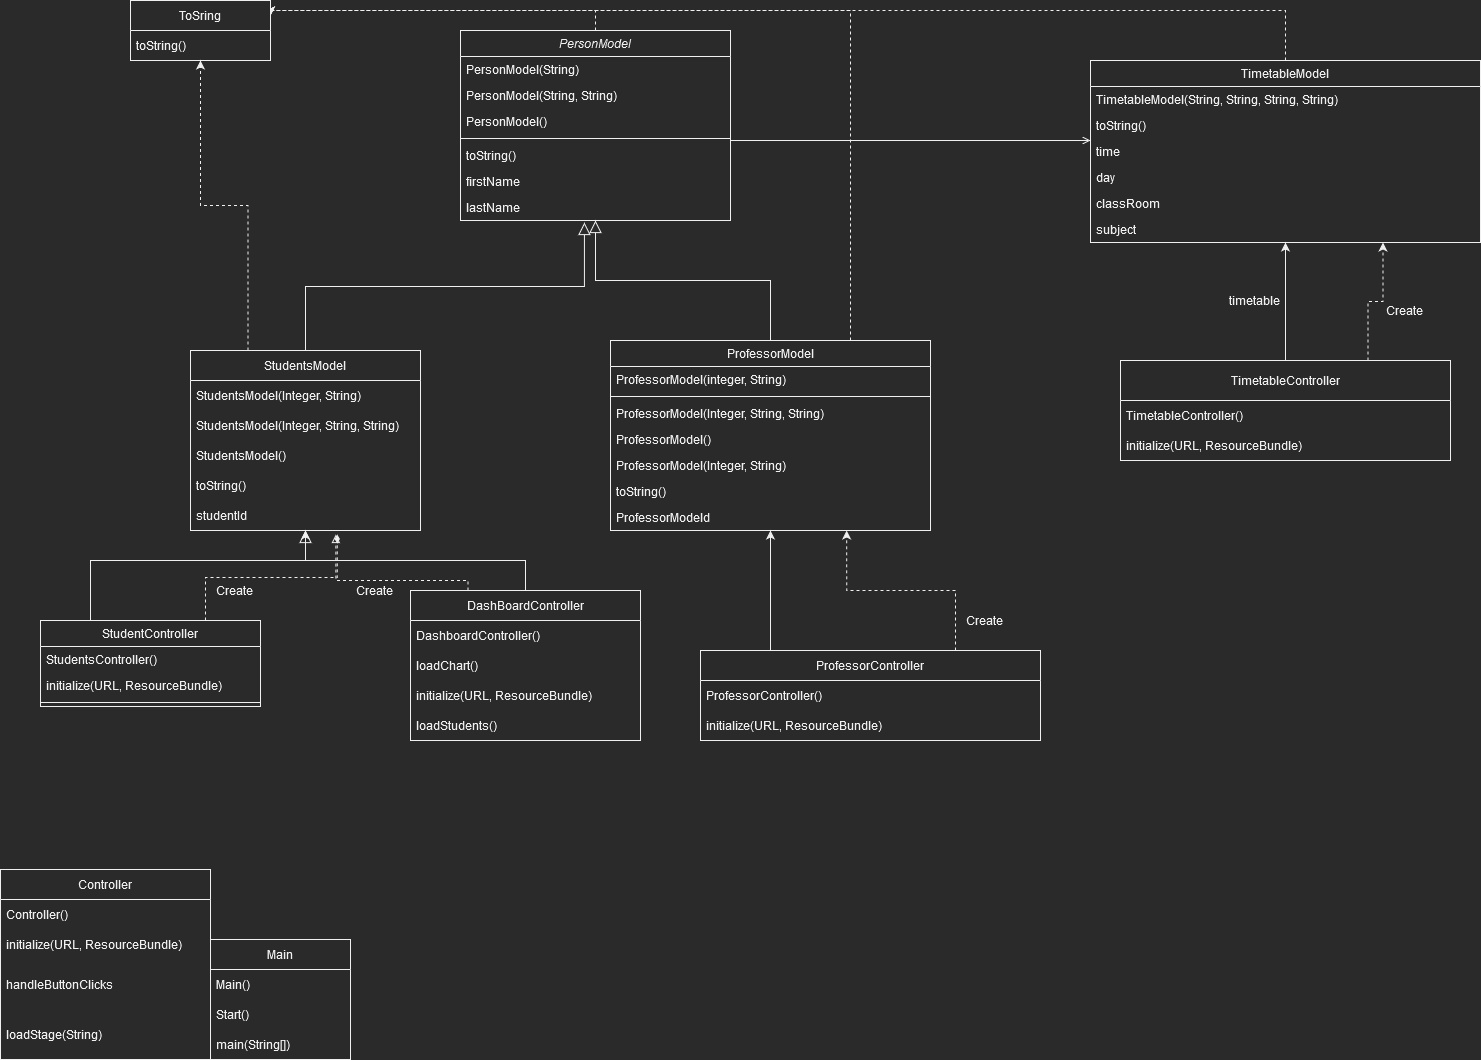 ToSring
toString()
PersonModel
PersonModel(String)
PersonModel(String, String)
PersonModel()
toString()
firstName
lastName
TimetableModel
TimetableModel(String, String, String, String)
toString()
time
day
classRoom
subject
timetable
Create
StudentsModel
StudentsModel(Integer, String)
StudentsModel(Integer, String, String)
StudentsModel()
toString()
studentId
ProfessorModel
ProfessorModel(integer, String)
ProfessorModel(Integer, String, String)
ProfessorModel()
ProfessorModel(Integer, String)
toString()
ProfessorModeId
TimetableController
TimetableController()
initialize(URL, ResourceBundle)
Create
Create
StudentController
StudentsController()
initialize(URL, ResourceBundle)
DashBoardController
DashboardController()
loadChart()
initialize(URL, ResourceBundle)
loadStudents()
Create
ProfessorController
ProfessorController()
initialize(URL, ResourceBundle)
Controller
Controller()
initialize(URL, ResourceBundle)
handleButtonClicks
loadStage(String)
Main
Main()
Start()
main(String[])